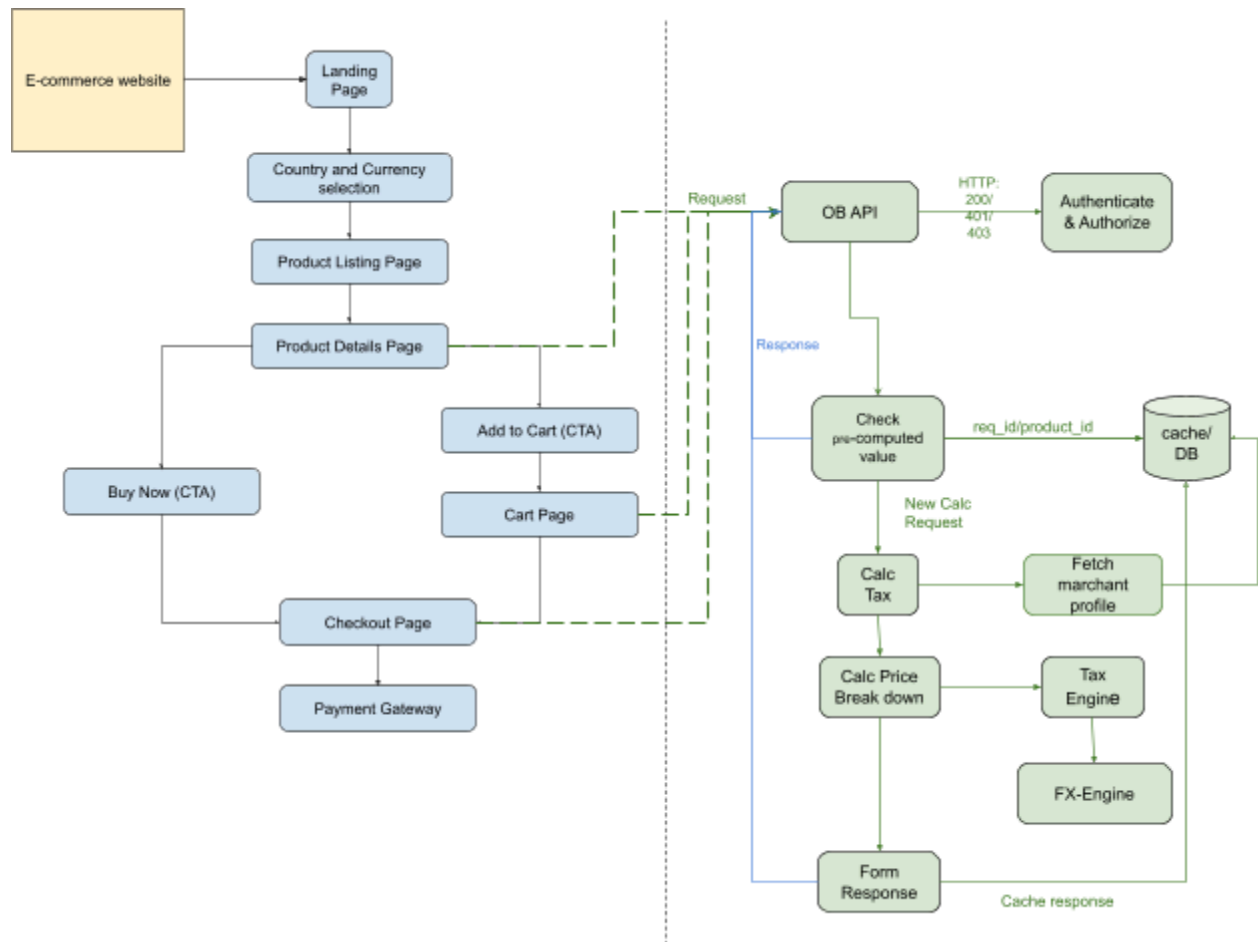 E-commerce website
Landing
Page
Country and Currency
selection
Product Listing Page
Product Details Page
Add to Cart (CTA)
Buy Now (CTA)
Cart Page
Checkout Page
Payment Gateway
Request
OB API
HTTP:
200/
401/
403
Authenticate
& Authorize
Response
Check
pre-computed
value
req_id/product_id
cache/
DB
New Calc
Request
Calc
Tax
Fetch
marchant
profile
Calc Price
Break down
Tax
Engine
FX-Engine
Form
Response
Cache response